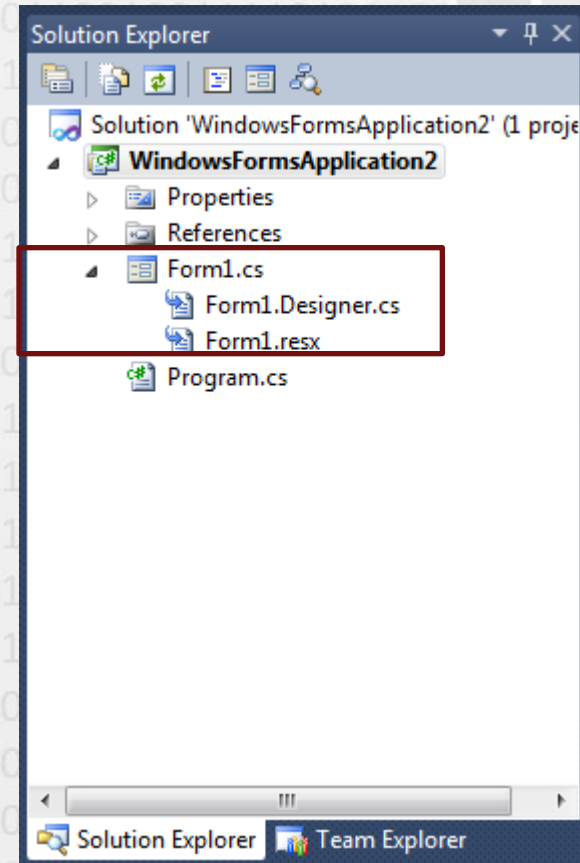 Solution Explorer
Solution 'WindowsFormsApplication2' (1 proje
WindowsFormsApplication2
Properties
References
Form1.cs
Form1.Designer.cs
Form1.resx
Program.cs
Solution Explorer Team Explorer